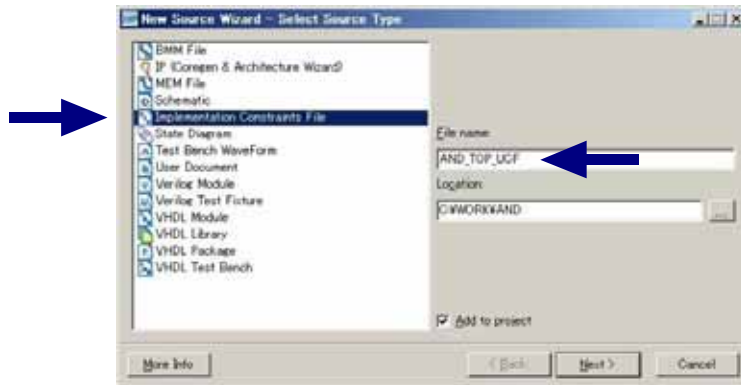 New Source Wizard - Select Source Type
BMM File
IP (Coregen & Architecture Wizard)
MEM File
Schematic
Implementation Constraints File
State Diagram
Test Bench WaveForm
User Document
Verilog Module
Verilog Test Fixture
VHDL Module
VHDL Library
VHDL Package
VHDL Test Bench
File name:
AND_TOP_UCF
Location:
C:¥WORK¥AND
...
Add to project
More Info
< Back
Next >
Cancel